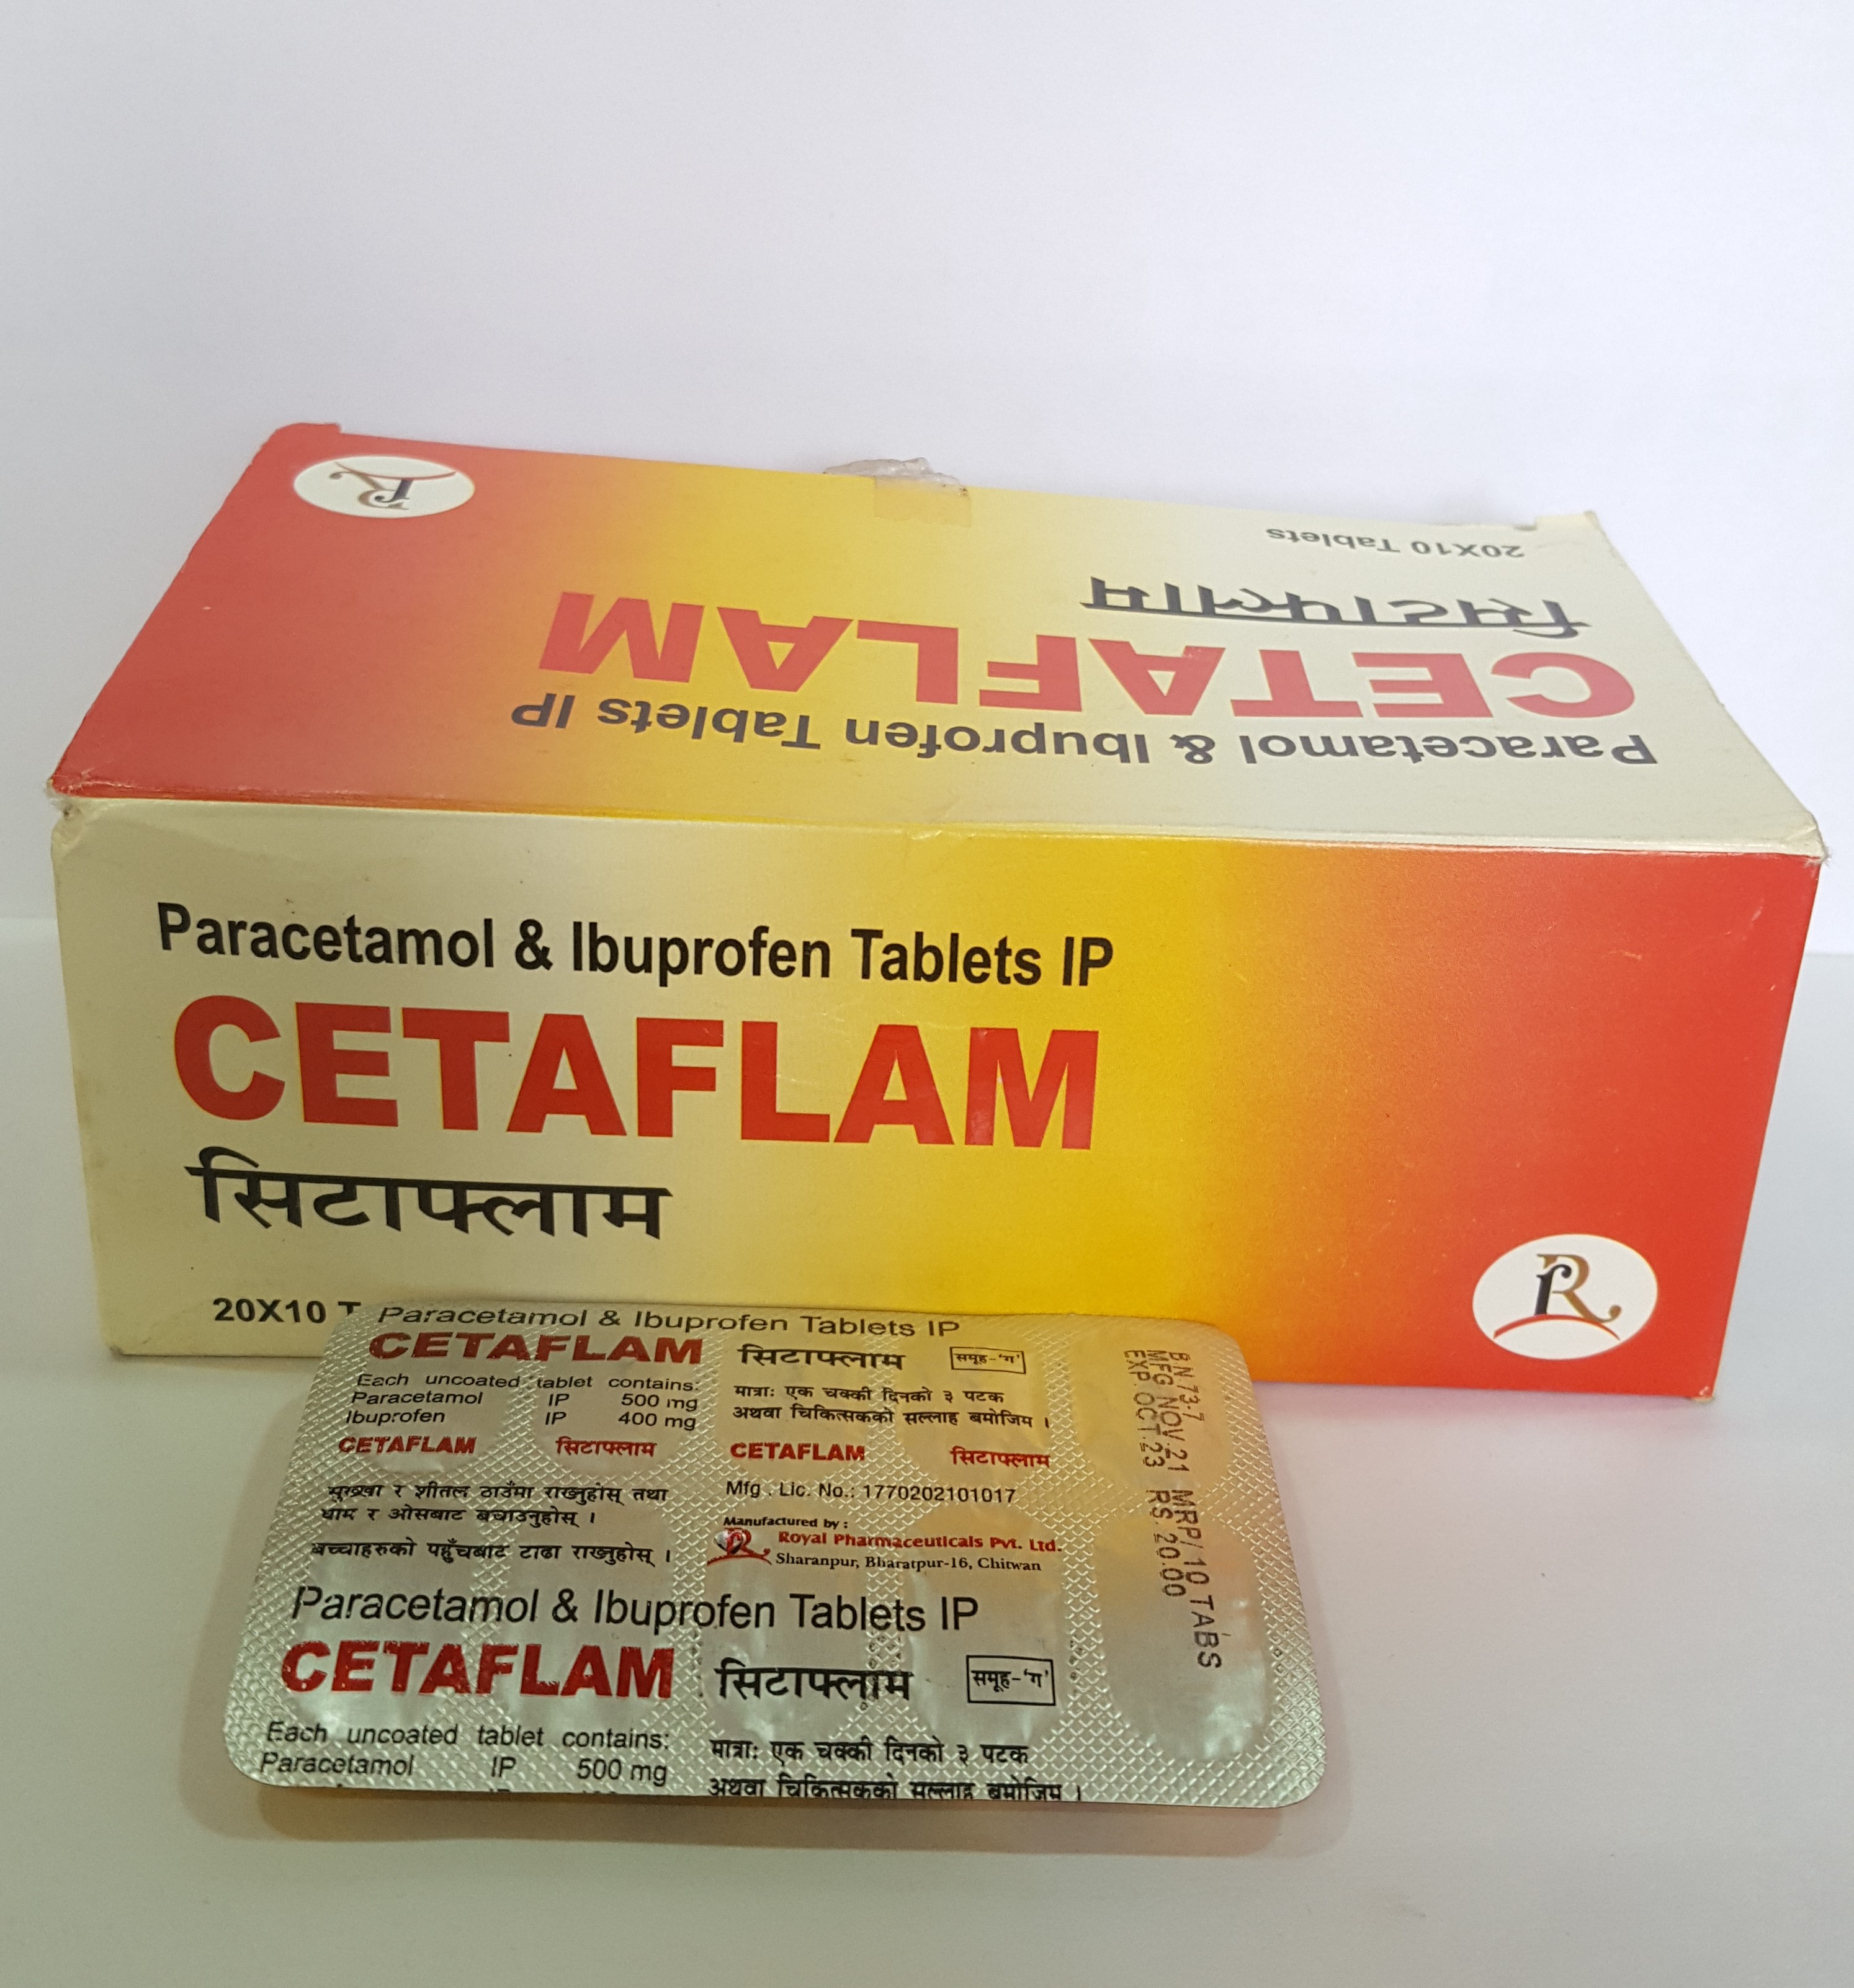 20X10 Tablets
सिटाफ्लाम
CETAFLAM
Paracetamol & Ibuprofen Tablets IP
Paracetamol & Ibuprofen Tablets IP
CETAFLAM
सिटाफ्लाम
20X10 T
R
Paracetamol & Ibuprofen Tablets IP
CETAFLAM सिटाफ्लाम समूह-'ग'
Each uncoated tablet contains:
Paracetamol IP 500 mg
Ibuprofen IP 400 mg
मात्राः एक चक्की दिनको ३ पटक
अथवा चिकित्सकको सल्लाह बमोजिम ।
CETAFLAM सिटाफ्लाम CETAFLAM सिटाफ्लाम
सुख्खा र शीतल ठाउँमा राख्नुहोस् तथा
घाम र ओसबाट बचाउनुहोस् ।
बच्चाहरुको पहुँचबाट टाढा राख्नुहोस् ।
Mfg. Lic. No.: 1770202101017
Manufactured by :
Royal Pharmaceuticals Pvt. Ltd.
Sharanpur, Bharatpur-16, Chitwan
Paracetamol & Ibuprofen Tablets IP
CETAFLAM सिटाफ्लाम समूह-'ग'
Each uncoated tablet contains:
Paracetamol IP 500 mg
मात्राः एक चक्की दिनको ३ पटक
अथवा चिकित्सकको सल्लाह बमोजिम ।
MFG NOV.21 MRP/10 TABS
EXP. OCT.23 RS. 20.00